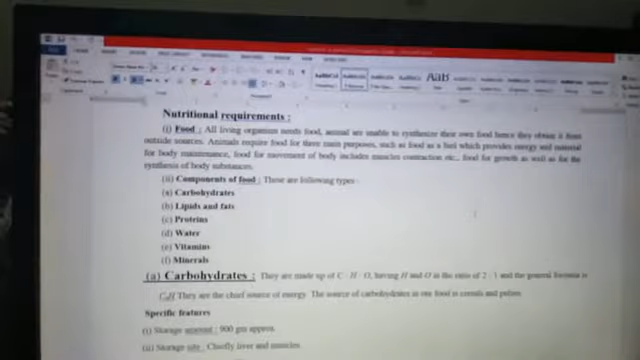 Nutritional requirements :
(i) Food : All living organism needs food, animal are unable to synthesize their own food hence they obtain it from
outside sources. Animals require food for three main purposes, such as food as a fuel which provides energy and material
for body maintenance, food for movement of body includes muscles contraction etc., food for growth as well as for the
synthesis of body substances.
(ii) Components of food : These are following types
(a) Carbohydrates
(b) Lipids and fats
(c) Proteins
(d) Water
(e) Vitamins
(f) Minerals
(a) Carbohydrates : They are made up of C : H : O, having H and O in the ratio of 2 : 1 and the general formula is
They are the chief source of energy. The source of carbohydrates in our food is cereals and pulses.
Specific features
(i) Storage amount : 900 gm approx.
(ii) Storage site : Chiefly liver and muscles.